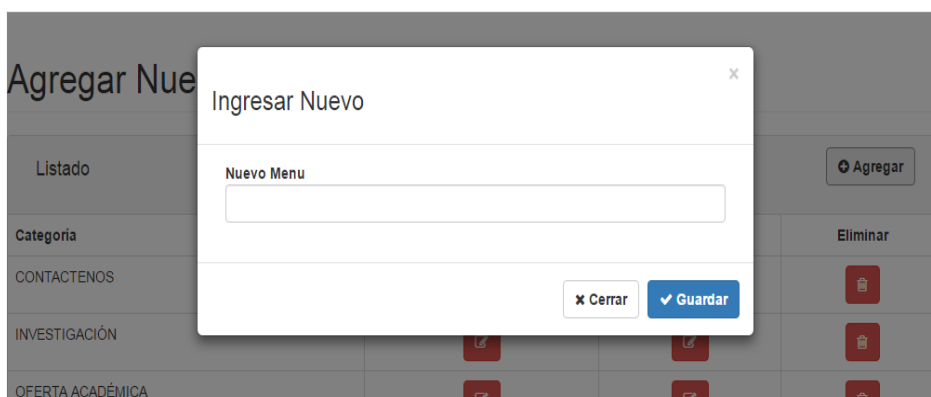 Agregar Nue
×
Ingresar Nuevo
Listado
Agregar
Nuevo Menu
Categoria
Eliminar
CONTACTENOS
Cerrar
Guardar
INVESTIGACIÓN
OFERTA ACADÉMICA